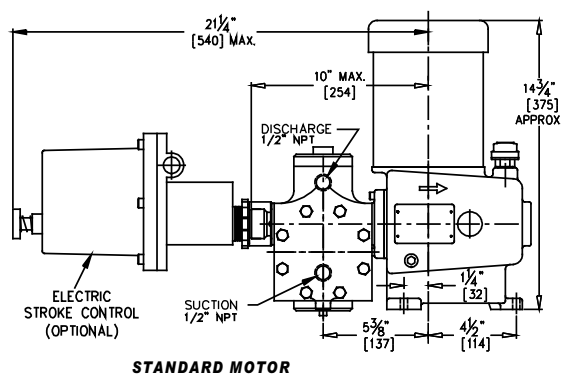 21¼"
[540] MAX.
10" MAX.
[254]
14¾"
[375]
APPROX
DISCHARGE
1/2" NPT
ELECTRIC
STROKE CONTROL
(OPTIONAL)
SUCTION
1/2" NPT
1¼"
[32]
5⅜"
[137]
4½"
[114]
STANDARD MOTOR